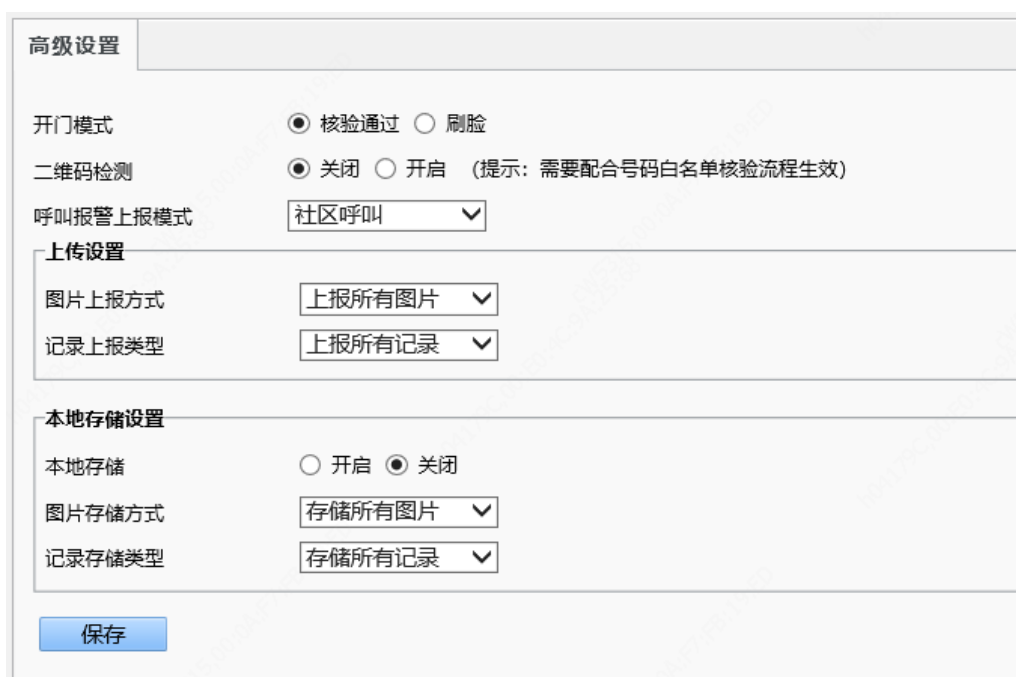 高级设置
开门模式 核验通过 刷脸
二维码检测 关闭 开启 (提示：需要配合号码白名单核验流程生效)
呼叫报警上报模式 社区呼叫
上传设置
图片上报方式 上报所有图片
记录上报类型 上报所有记录
本地存储设置
本地存储 开启 关闭
图片存储方式 存储所有图片
记录存储类型 存储所有记录
保存